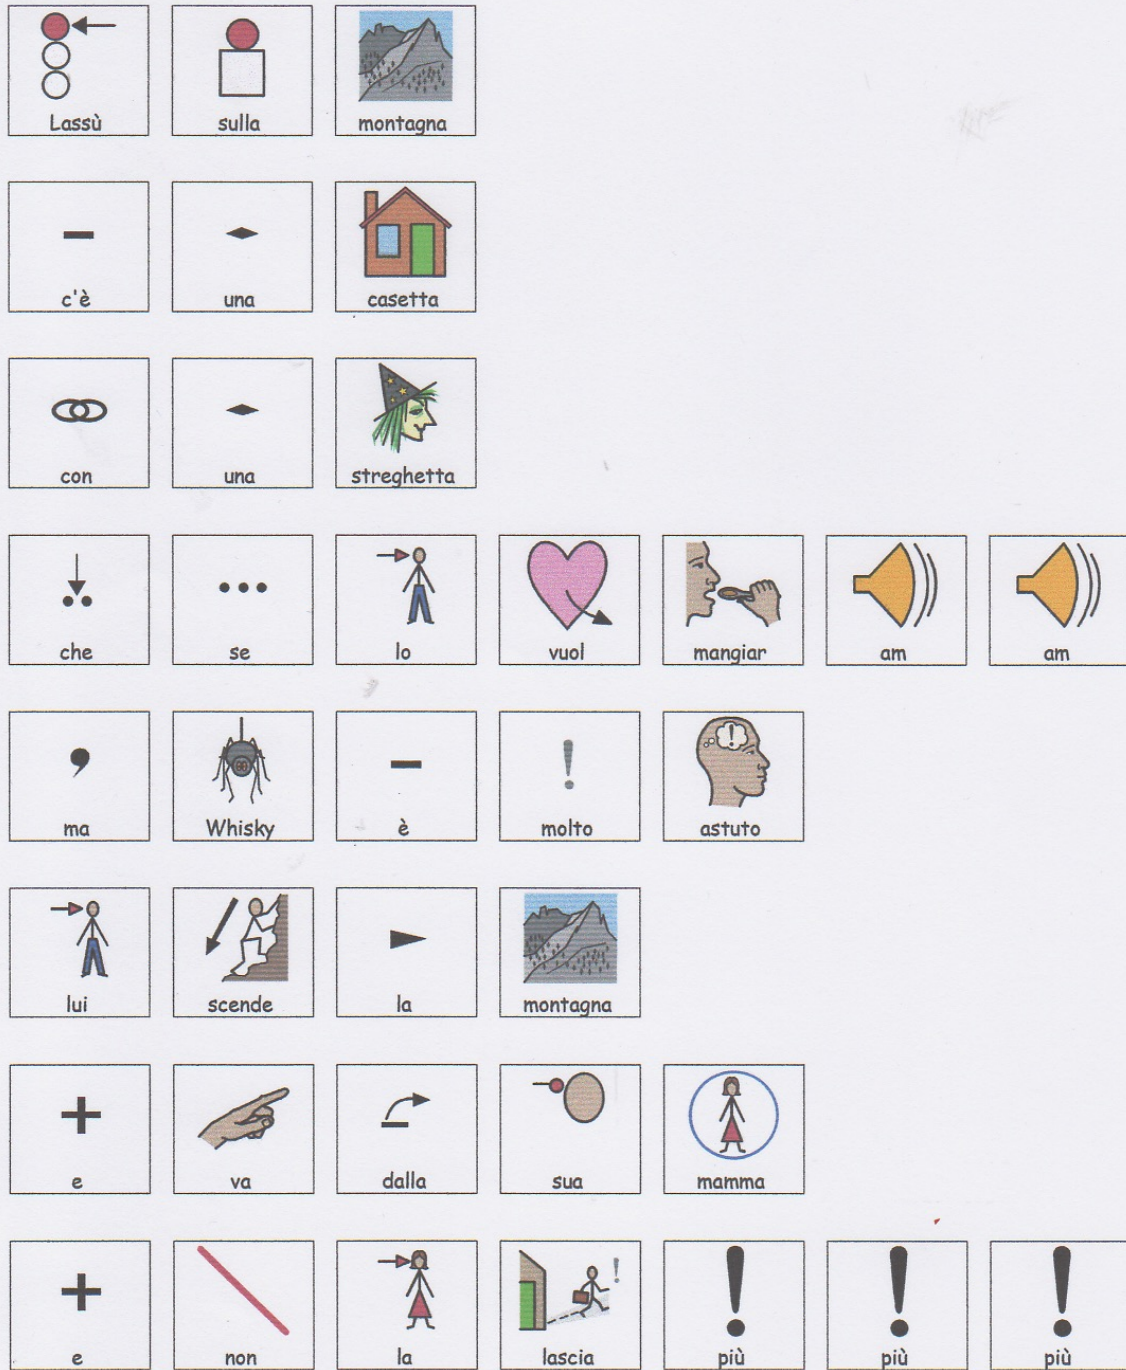 Lassù sulla montagna
c'è una casetta
con una streghetta
che se lo vuol mangiar am am
ma Whisky è molto astuto
lui scende la montagna
e va dalla sua mamma
e non la lascia più più più